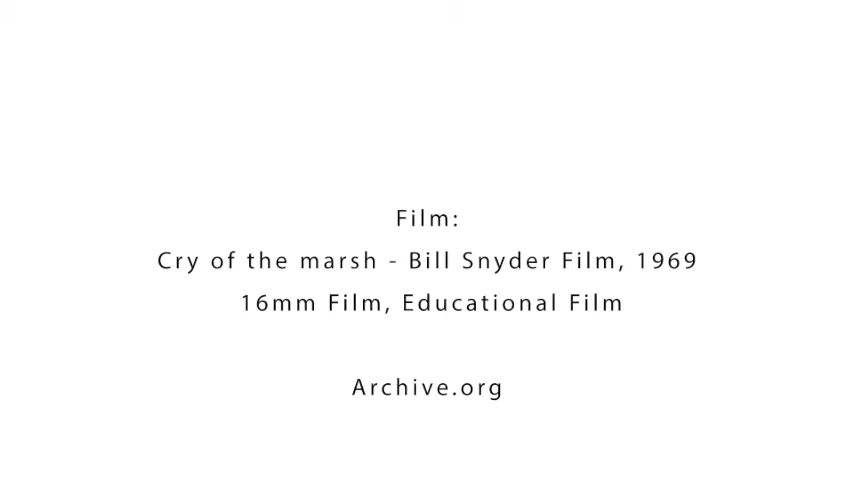 Film:
Cry of the marsh - Bill Snyder Film, 1969
16mm Film, Educational Film
Archive.org